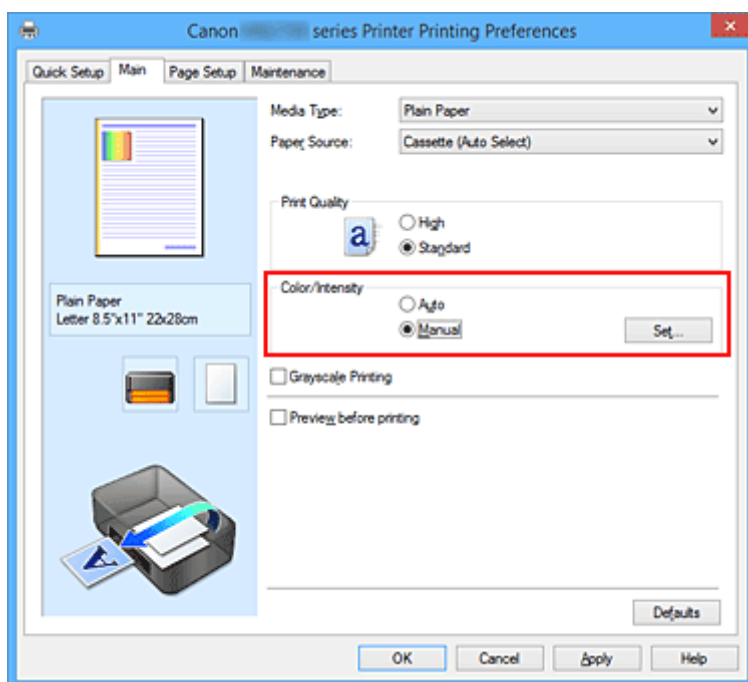 Canon series Printer Printing Preferences
Quick Setup Main Page Setup Maintenance
Media Type: Plain Paper
Paper Source: Cassette (Auto Select)
Print Quality
a
High
Standard
Color/Intensity
Auto
Manual
Set...
Plain Paper
Letter 8.5"x11" 22x28cm
Grayscale Printing
Preview before printing
A
Defaults
OK Cancel Apply Help